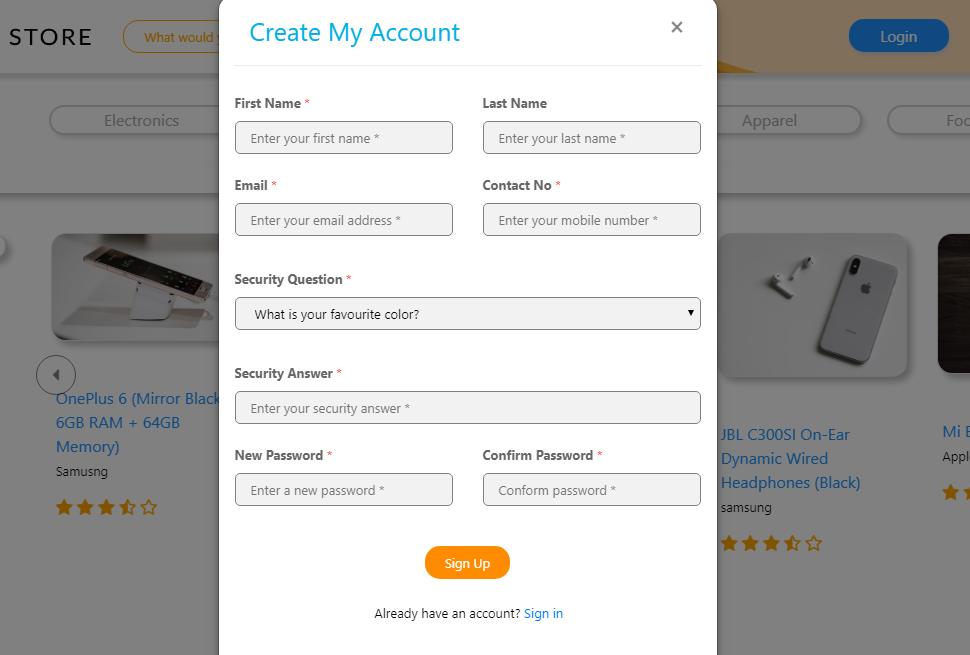 STORE
What would y
Login
Create My Account
×
Electronics
Apparel
Foo
First Name *
Last Name
Enter your first name *
Enter your last name *
Email *
Contact No *
Enter your email address *
Enter your mobile number *
Security Question *
What is your favourite color?
Security Answer *
Enter your security answer *
New Password *
Confirm Password *
Enter a new password *
Conform password *
Sign Up
Already have an account? Sign in
OnePlus 6 (Mirror Black
6GB RAM + 64GB
Memory)
Samusng
JBL C300SI On-Ear
Dynamic Wired
Headphones (Black)
samsung
Mi
Appl